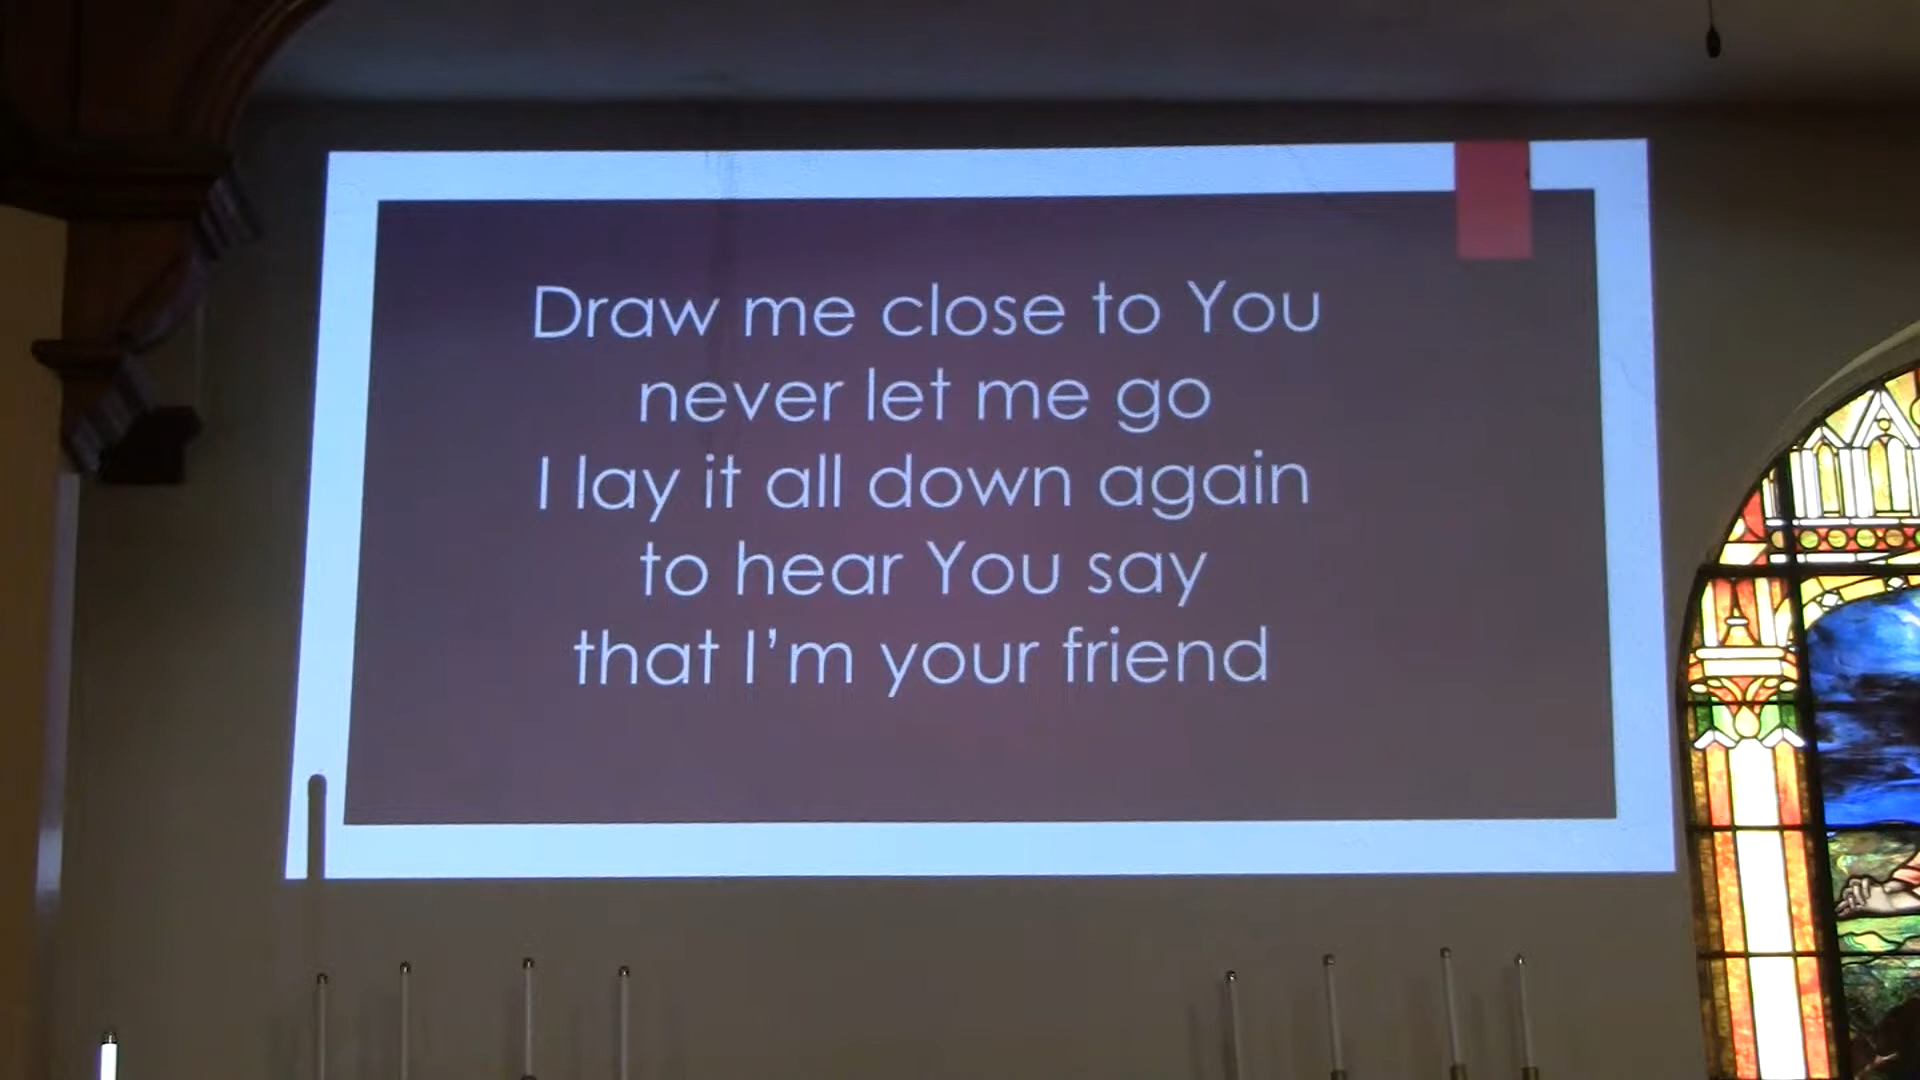 Draw me close to You
never let me go
I lay it all down again
to hear You say
that I'm your friend